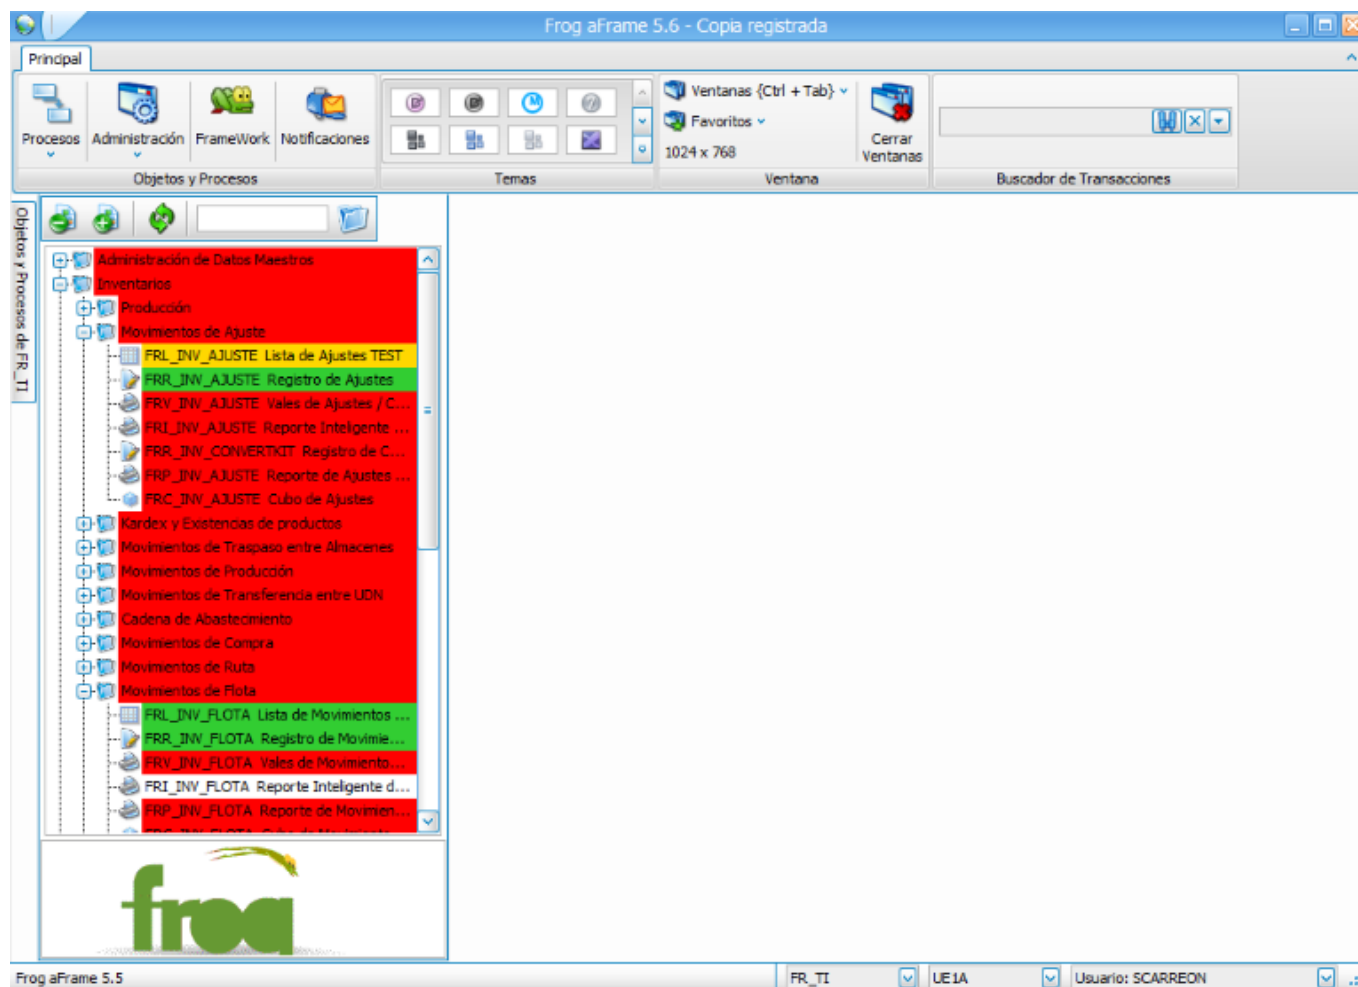 Frog aFrame 5.6 - Copia registrada
Principal
Procesos
Administración
FrameWork
Notificaciones
Objetos y Procesos
Temas
Ventanas {Ctrl + Tab}
Favoritos
1024 x 768
Cerrar
Ventanas
Ventana
Buscador de Transacciones
Objetos y Procesos de FR_TI
Administración de Datos Maestros
Inventarios
Producción
Movimientos de Ajuste
FRL_INV_AJUSTE Lista de Ajustes TEST
FRR_INV_AJUSTE Registro de Ajustes
FRV_INV_AJUSTE Vales de Ajustes / C...
FRI_INV_AJUSTE Reporte Inteligente ...
FRR_INV_CONVERTKIT Registro de C...
FRP_INV_AJUSTE Reporte de Ajustes ...
FRC_INV_AJUSTE Cubo de Ajustes
Kardex y Existencias de productos
Movimientos de Traspaso entre Almacenes
Movimientos de Producción
Movimientos de Transferencia entre UDN
Cadena de Abastecimiento
Movimientos de Compra
Movimientos de Ruta
Movimientos de Flota
FRL_INV_FLOTA Lista de Movimientos ...
FRR_INV_FLOTA Registro de Movimie...
FRV_INV_FLOTA Vales de Movimiento...
FRI_INV_FLOTA Reporte Inteligente d...
FRP_INV_FLOTA Reporte de Movimien...
frog
Frog aFrame 5.5
FR_TI
UE1A
Usuario: SCARREON